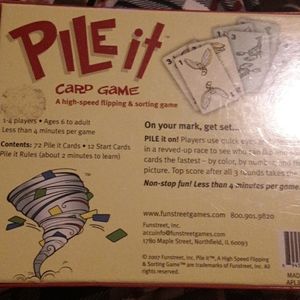 PiLE iT™
CARD GAME
A high-speed flipping & sorting game
1-4 players • Ages 6 to adult
Less than 4 minutes per game
Contents: 72 Pile it Cards • 12 Start Cards
Pile it Rules (about 2 minutes to learn)
On your mark, get set...
PILE it on! Players use quick eyes
in a revved-up race to see who can flip and
cards the fastest – by color, by number, and
picture. Top score after all 3 rounds takes the
Non-stop fun! Less than 4 minutes per game
www.funstreetgames.com 800.901.9820
Funstreet, Inc.
accuinfo@funstreetgames.com
1780 Maple Street, Northfield, IL 60093
© 2007 Funstreet, Inc. Pile it™, A High Speed Flipping
& Sorting Game™ are trademarks of Funstreet, Inc. All
rights reserved.
MAD